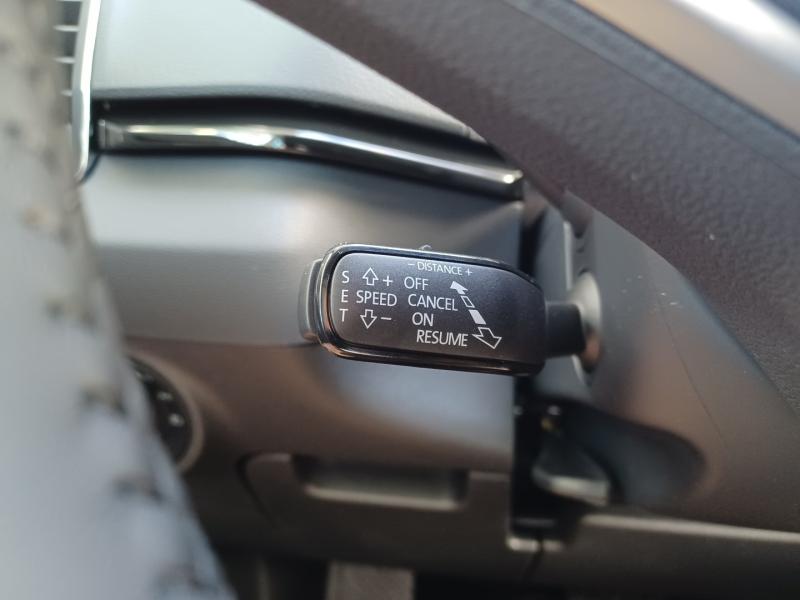 − DISTANCE +
S + OFF
E SPEED CANCEL
T − ON
RESUME